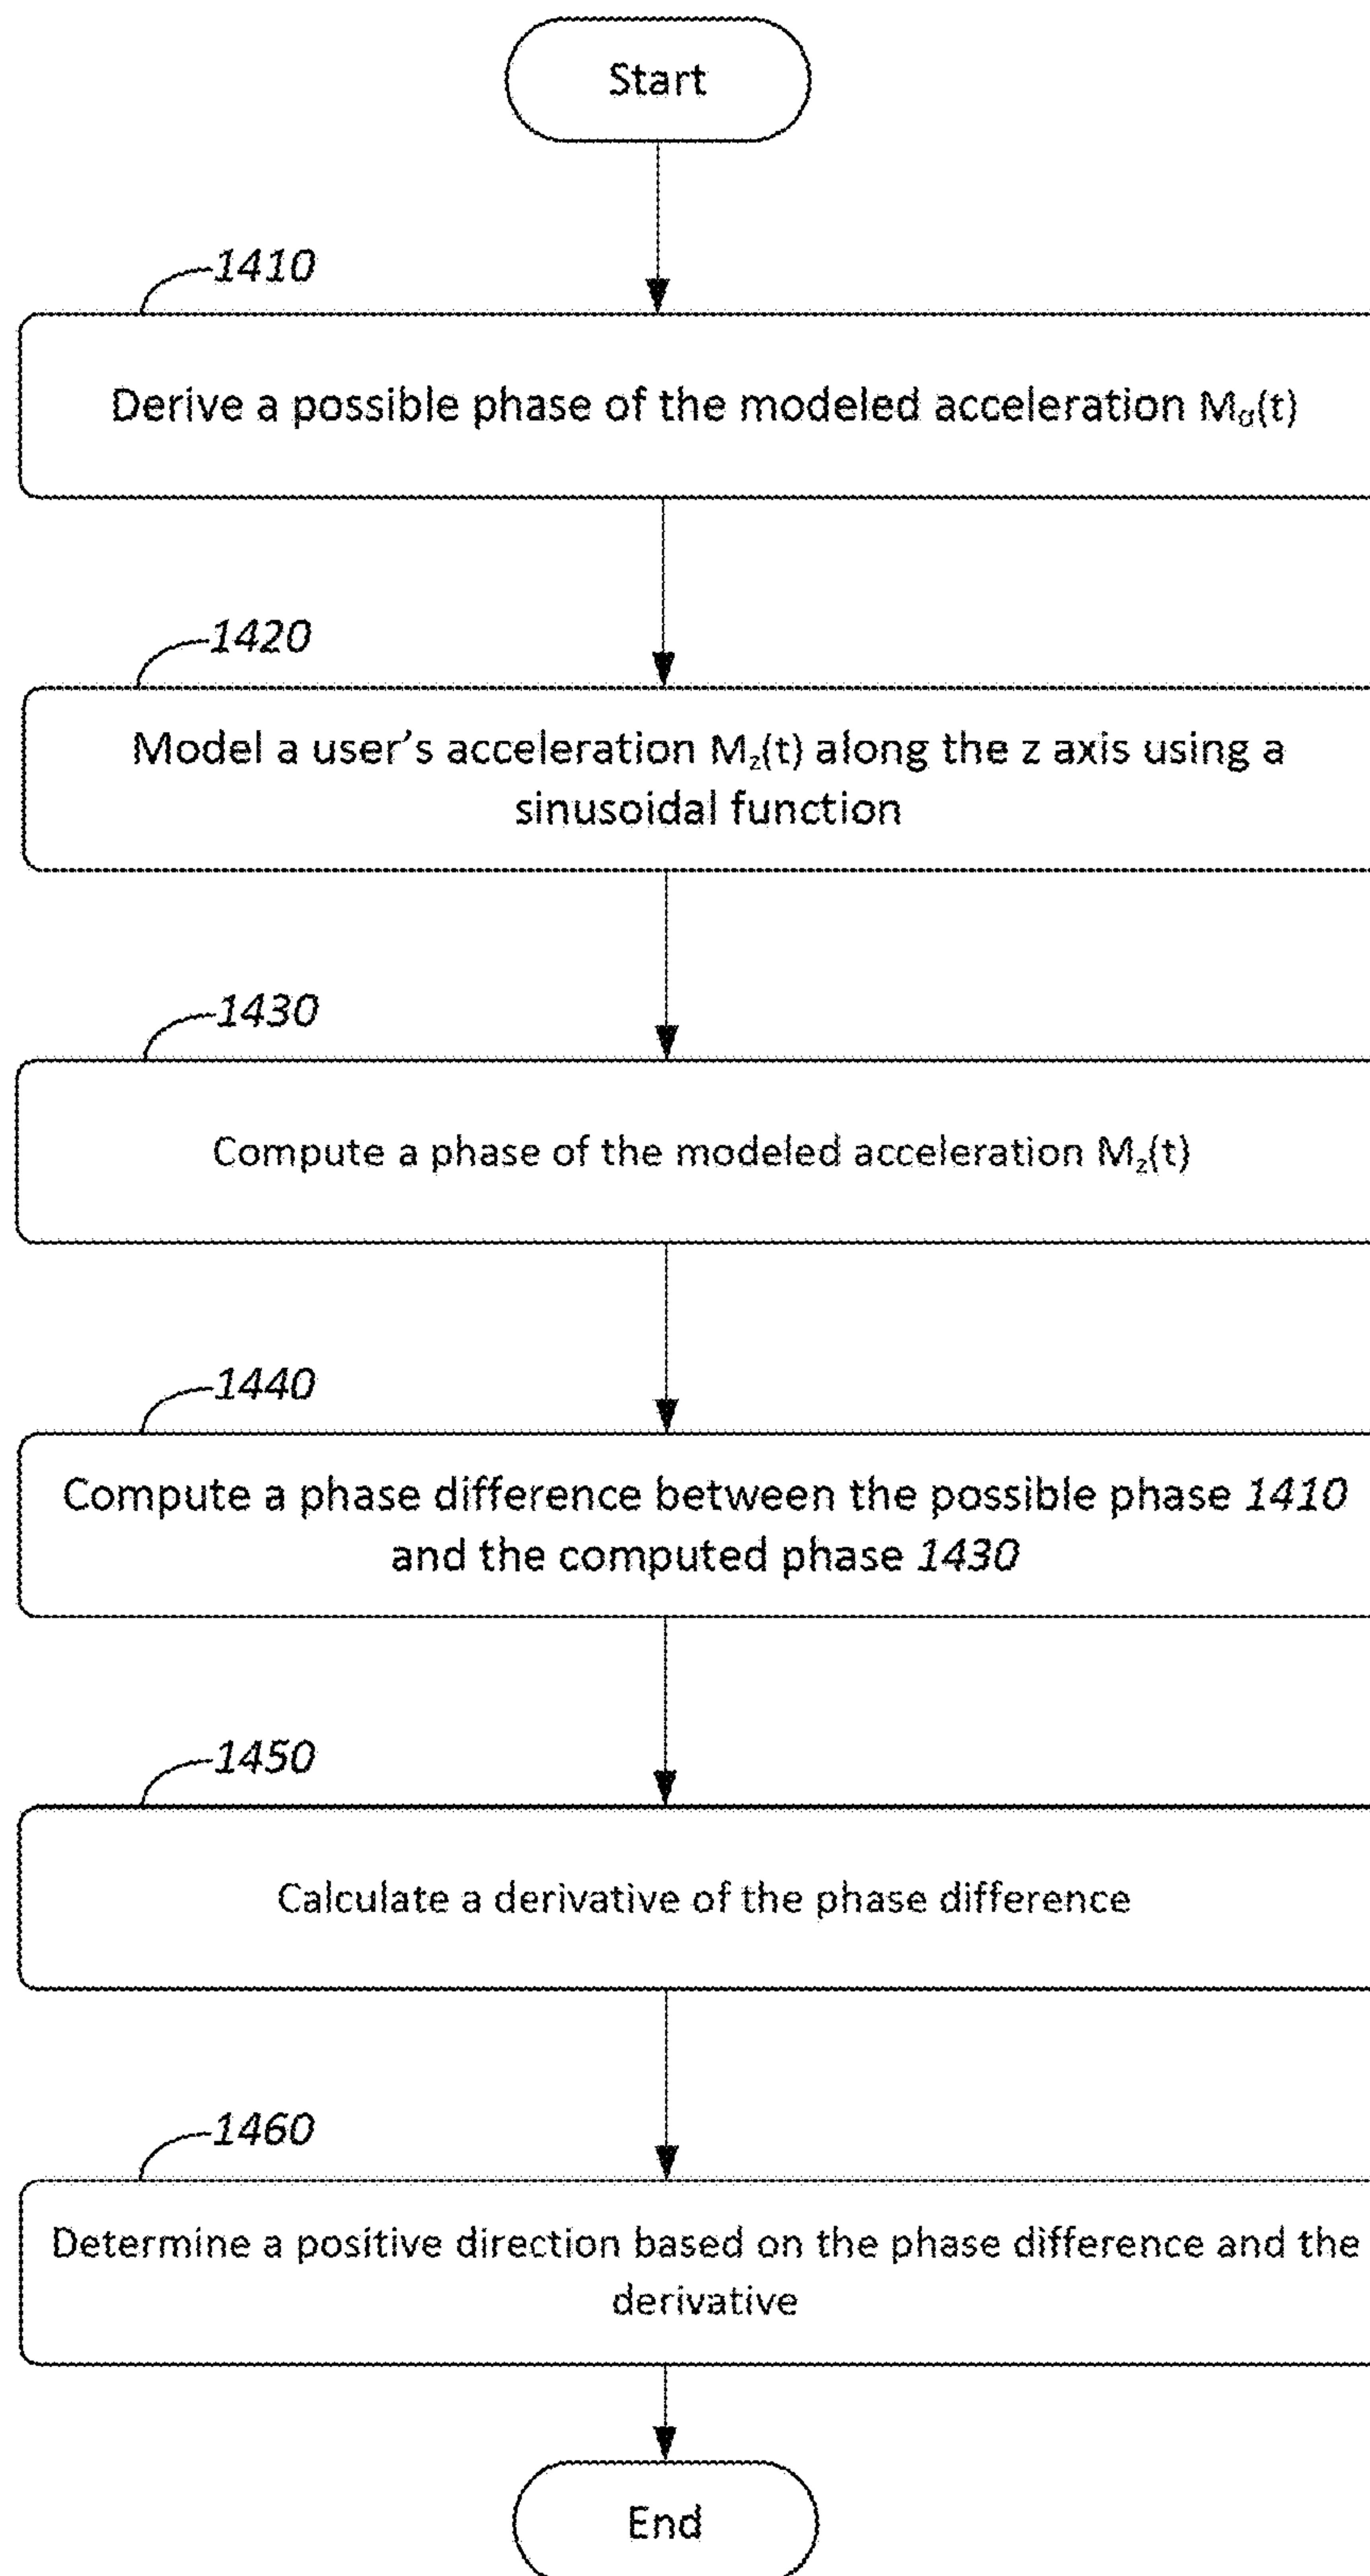 Start
1410
Derive a possible phase of the modeled acceleration Mσ(t)
1420
Model a user's acceleration Mz(t) along the z axis using a
sinusoidal function
1430
Compute a phase of the modeled acceleration Mz(t)
1440
Compute a phase difference between the possible phase 1410
and the computed phase 1430
1450
Calculate a derivative of the phase difference
1460
Determine a positive direction based on the phase difference and the
derivative
End